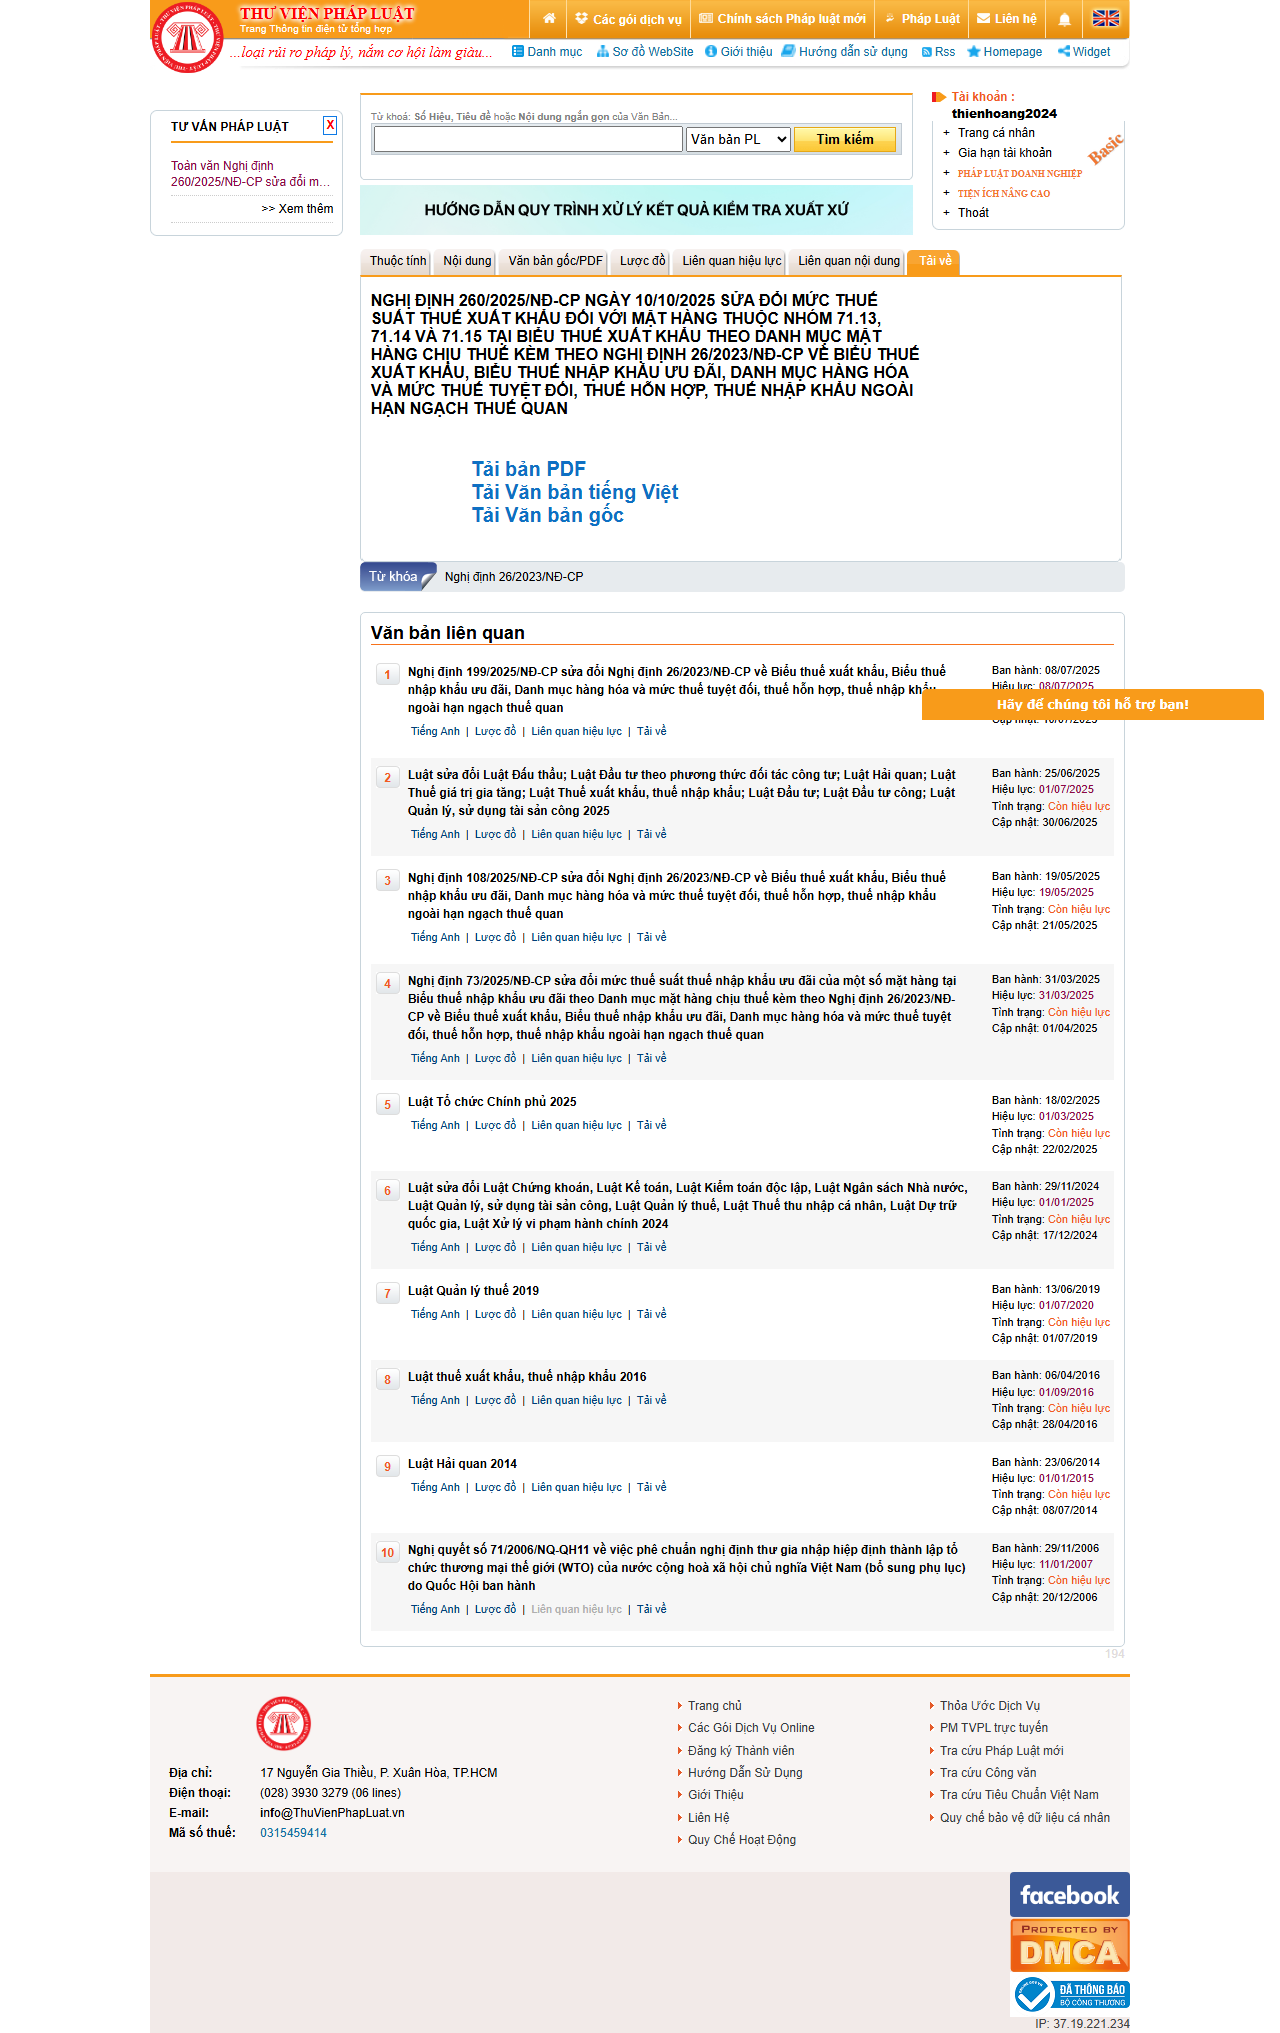 THƯ VIỆN PHÁP LUẬT
Trang Thông tin điện tử tổng hợp
Các gói dịch vụ
Chính sách Pháp luật mới
Pháp Luật
Liên hệ
...loại rủi ro pháp lý, nắm cơ hội làm giàu...
Danh mục
Sơ đồ WebSite
Giới thiệu
Hướng dẫn sử dụng
Rss
Homepage
Widget
TƯ VẤN PHÁP LUẬT
X
Toàn văn Nghị định
260/2025/NĐ-CP sửa đổi m...
>> Xem thêm
Từ khoá: Số Hiệu, Tiêu đề hoặc Nội dung ngắn gọn của Văn Bản...
Văn bản PL
Tìm kiếm
HƯỚNG DẪN QUY TRÌNH XỬ LÝ KẾT QUẢ KIỂM TRA XUẤT XỨ
Tài khoản :
thienhoang2024
+ Trang cá nhân
+ Gia hạn tài khoản
+ PHÁP LUẬT DOANH NGHIỆP
+ TIỆN ÍCH NÂNG CAO
+ Thoát
Basic
Thuộc tính
Nội dung
Văn bản gốc/PDF
Lược đồ
Liên quan hiệu lực
Liên quan nội dung
Tải về
NGHỊ ĐỊNH 260/2025/NĐ-CP NGÀY 10/10/2025 SỬA ĐỔI MỨC THUẾ
SUẤT THUẾ XUẤT KHẨU ĐỐI VỚI MẶT HÀNG THUỘC NHÓM 71.13,
71.14 VÀ 71.15 TẠI BIỂU THUẾ XUẤT KHẨU THEO DANH MỤC MẶT
HÀNG CHỊU THUẾ KÈM THEO NGHỊ ĐỊNH 26/2023/NĐ-CP VỀ BIỂU THUẾ
XUẤT KHẨU, BIỂU THUẾ NHẬP KHẨU ƯU ĐÃI, DANH MỤC HÀNG HÓA
VÀ MỨC THUẾ TUYỆT ĐỐI, THUẾ HỖN HỢP, THUẾ NHẬP KHẨU NGOÀI
HẠN NGẠCH THUẾ QUAN
Tải bản PDF
Tải Văn bản tiếng Việt
Tải Văn bản gốc
Từ khóa
Nghị định 26/2023/NĐ-CP
Văn bản liên quan
1
Nghị định 199/2025/NĐ-CP sửa đổi Nghị định 26/2023/NĐ-CP về Biểu thuế xuất khẩu, Biểu thuế
nhập khẩu ưu đãi, Danh mục hàng hóa và mức thuế tuyệt đối, thuế hỗn hợp, thuế nhập khẩu
ngoài hạn ngạch thuế quan
Tiếng Anh | Lược đồ | Liên quan hiệu lực | Tải về
Ban hành: 08/07/2025
Hiệu lực: 08/07/2025
Hãy để chúng tôi hỗ trợ bạn!
Cập nhật: 10/07/2025
2
Luật sửa đổi Luật Đấu thầu; Luật Đầu tư theo phương thức đối tác công tư; Luật Hải quan; Luật
Thuế giá trị gia tăng; Luật Thuế xuất khẩu, thuế nhập khẩu; Luật Đầu tư; Luật Đầu tư công; Luật
Quản lý, sử dụng tài sản công 2025
Tiếng Anh | Lược đồ | Liên quan hiệu lực | Tải về
Ban hành: 25/06/2025
Hiệu lực: 01/07/2025
Tình trạng: Còn hiệu lực
Cập nhật: 30/06/2025
3
Nghị định 108/2025/NĐ-CP sửa đổi Nghị định 26/2023/NĐ-CP về Biểu thuế xuất khẩu, Biểu thuế
nhập khẩu ưu đãi, Danh mục hàng hóa và mức thuế tuyệt đối, thuế hỗn hợp, thuế nhập khẩu
ngoài hạn ngạch thuế quan
Tiếng Anh | Lược đồ | Liên quan hiệu lực | Tải về
Ban hành: 19/05/2025
Hiệu lực: 19/05/2025
Tình trạng: Còn hiệu lực
Cập nhật: 21/05/2025
4
Nghị định 73/2025/NĐ-CP sửa đổi mức thuế suất thuế nhập khẩu ưu đãi của một số mặt hàng tại
Biểu thuế nhập khẩu ưu đãi theo Danh mục mặt hàng chịu thuế kèm theo Nghị định 26/2023/NĐ-
CP về Biểu thuế xuất khẩu, Biểu thuế nhập khẩu ưu đãi, Danh mục hàng hóa và mức thuế tuyệt
đối, thuế hỗn hợp, thuế nhập khẩu ngoài hạn ngạch thuế quan
Tiếng Anh | Lược đồ | Liên quan hiệu lực | Tải về
Ban hành: 31/03/2025
Hiệu lực: 31/03/2025
Tình trạng: Còn hiệu lực
Cập nhật: 01/04/2025
5
Luật Tổ chức Chính phủ 2025
Tiếng Anh | Lược đồ | Liên quan hiệu lực | Tải về
Ban hành: 18/02/2025
Hiệu lực: 01/03/2025
Tình trạng: Còn hiệu lực
Cập nhật: 22/02/2025
6
Luật sửa đổi Luật Chứng khoán, Luật Kế toán, Luật Kiểm toán độc lập, Luật Ngân sách Nhà nước,
Luật Quản lý, sử dụng tài sản công, Luật Quản lý thuế, Luật Thuế thu nhập cá nhân, Luật Dự trữ
quốc gia, Luật Xử lý vi phạm hành chính 2024
Tiếng Anh | Lược đồ | Liên quan hiệu lực | Tải về
Ban hành: 29/11/2024
Hiệu lực: 01/01/2025
Tình trạng: Còn hiệu lực
Cập nhật: 17/12/2024
7
Luật Quản lý thuế 2019
Tiếng Anh | Lược đồ | Liên quan hiệu lực | Tải về
Ban hành: 13/06/2019
Hiệu lực: 01/07/2020
Tình trạng: Còn hiệu lực
Cập nhật: 01/07/2019
8
Luật thuế xuất khẩu, thuế nhập khẩu 2016
Tiếng Anh | Lược đồ | Liên quan hiệu lực | Tải về
Ban hành: 06/04/2016
Hiệu lực: 01/09/2016
Tình trạng: Còn hiệu lực
Cập nhật: 28/04/2016
9
Luật Hải quan 2014
Tiếng Anh | Lược đồ | Liên quan hiệu lực | Tải về
Ban hành: 23/06/2014
Hiệu lực: 01/01/2015
Tình trạng: Còn hiệu lực
Cập nhật: 08/07/2014
10
Nghị quyết số 71/2006/NQ-QH11 về việc phê chuẩn nghị định thư gia nhập hiệp định thành lập tổ
chức thương mại thế giới (WTO) của nước cộng hoà xã hội chủ nghĩa Việt Nam (bổ sung phụ lục)
do Quốc Hội ban hành
Tiếng Anh | Lược đồ | Liên quan hiệu lực | Tải về
Ban hành: 29/11/2006
Hiệu lực: 11/01/2007
Tình trạng: Còn hiệu lực
Cập nhật: 20/12/2006
194
Địa chỉ: 17 Nguyễn Gia Thiều, P. Xuân Hòa, TP.HCM
Điện thoại: (028) 3930 3279 (06 lines)
E-mail: info@ThuVienPhapLuat.vn
Mã số thuế: 0315459414
Trang chủ
Các Gói Dịch Vụ Online
Đăng ký Thành viên
Hướng Dẫn Sử Dụng
Giới Thiệu
Liên Hệ
Quy Chế Hoạt Động
Thỏa Ước Dịch Vụ
PM TVPL trực tuyến
Tra cứu Pháp Luật mới
Tra cứu Công văn
Tra cứu Tiêu Chuẩn Việt Nam
Quy chế bảo vệ dữ liệu cá nhân
facebook
PROTECTED BY
DMCA
ĐÃ THÔNG BÁO
BỘ CÔNG THƯƠNG
IP: 37.19.221.234